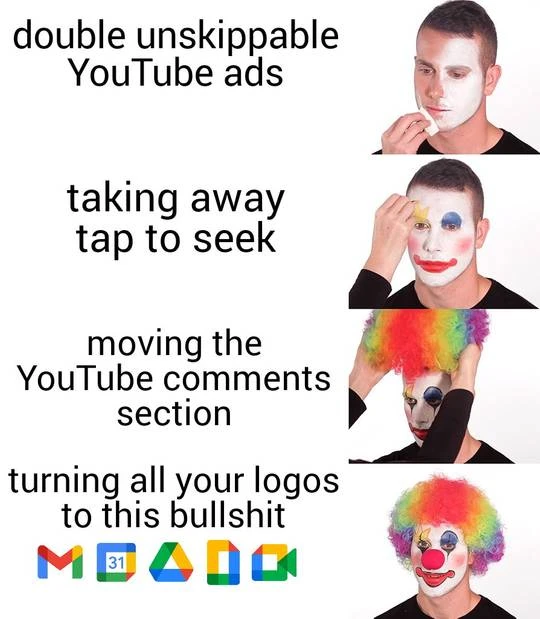 double unskippable
YouTube ads
taking away
tap to seek
moving the
YouTube comments
section
turning all your logos
to this bullshit
31